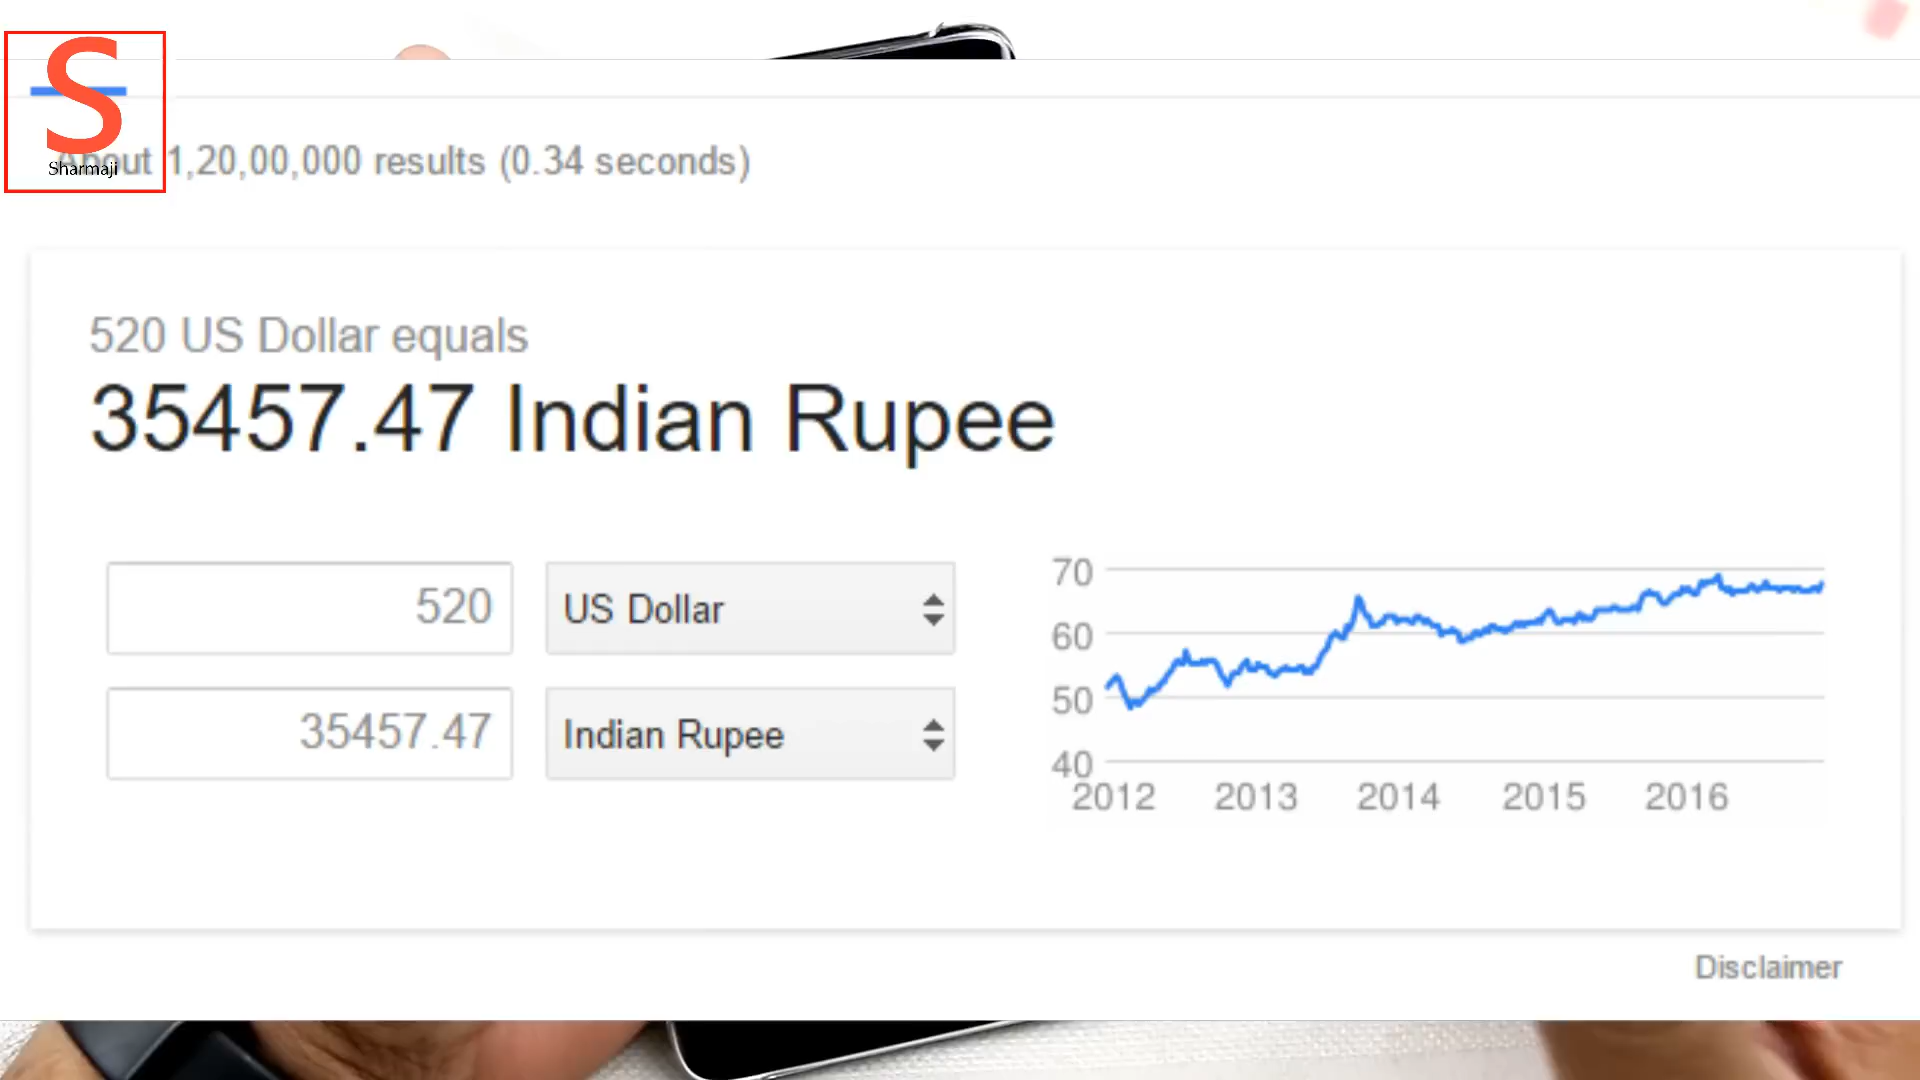 S
Sharmaji
About 1,20,00,000 results (0.34 seconds)
520 US Dollar equals
35457.47 Indian Rupee
520 US Dollar
35457.47 Indian Rupee
70
60
50
40
2012 2013 2014 2015 2016
Disclaimer